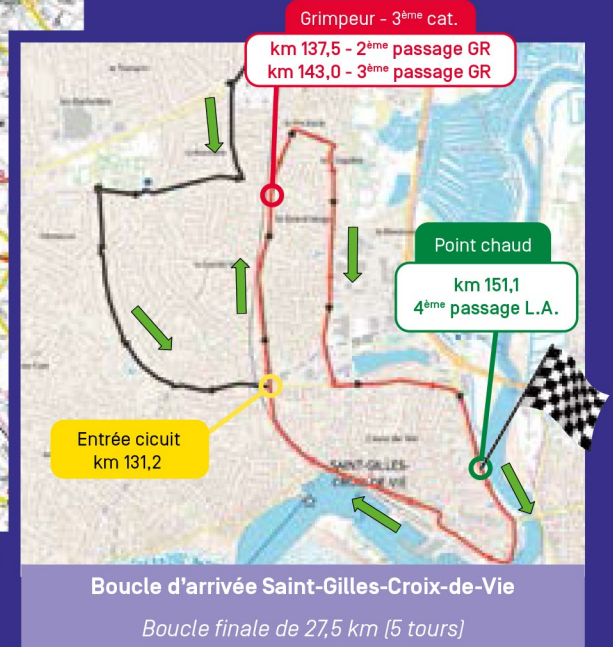 Grimpeur - 3ème cat.
km 137,5 - 2ème passage GR
km 143,0 - 3ème passage GR
Point chaud
km 151,1
4ème passage L.A.
Entrée cicuit
km 131,2
SAINT-GILLES-
CROIX-DE-VIE
Boucle d'arrivée Saint-Gilles-Croix-de-Vie
Boucle finale de 27,5 km (5 tours)